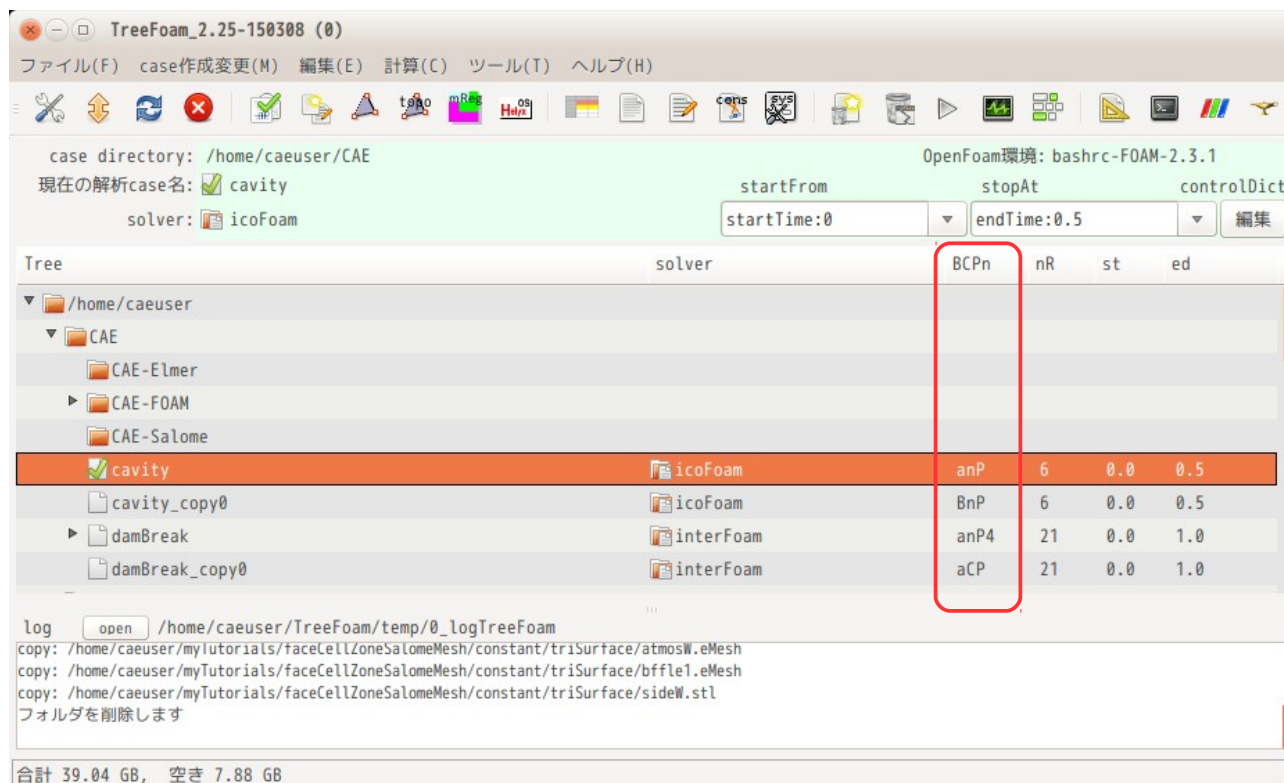 TreeFoam_2.25-150308 (0)
ファイル(F) case作成変更(M) 編集(E) 計算(C) ツール(T) ヘルプ(H)
topo mReg Helyx OS cons sys
case directory: /home/caeuser/CAE OpenFoam環境: bashrc-FOAM-2.3.1
現在の解析case名: cavity startFrom stopAt controlDict
solver: icoFoam startTime:0 endTime:0.5 編集
Tree solver BCPn nR st ed
/home/caeuser
CAE
CAE-Elmer
CAE-FOAM
CAE-Salome
cavity icoFoam anP 6 0.0 0.5
cavity_copy0 icoFoam BnP 6 0.0 0.5
damBreak interFoam anP4 21 0.0 1.0
damBreak_copy0 interFoam aCP 21 0.0 1.0
log open /home/caeuser/TreeFoam/temp/0_logTreeFoam
copy: /home/caeuser/myTutorials/faceCellZoneSalomeMesh/constant/triSurface/atmosW.eMesh
copy: /home/caeuser/myTutorials/faceCellZoneSalomeMesh/constant/triSurface/bffle1.eMesh
copy: /home/caeuser/myTutorials/faceCellZoneSalomeMesh/constant/triSurface/sideW.stl
フォルダを削除します
合計 39.04 GB, 空き 7.88 GB